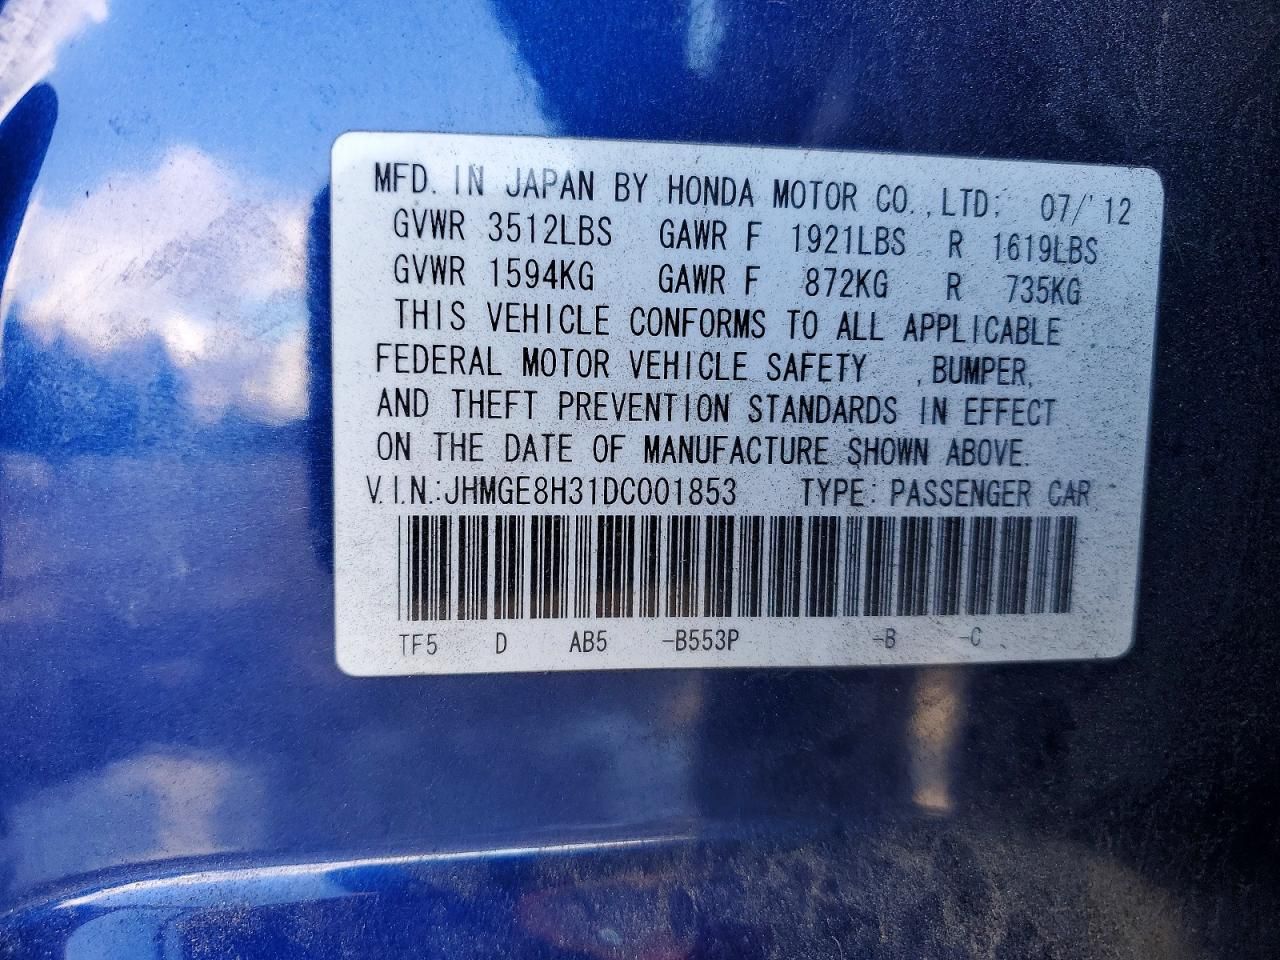 MFD. IN JAPAN BY HONDA MOTOR CO.,LTD: 07/'12
GVWR 3512LBS GAWR F 1921LBS R 1619LBS
GVWR 1594KG GAWR F 872KG R 735KG
THIS VEHICLE CONFORMS TO ALL APPLICABLE
FEDERAL MOTOR VEHICLE SAFETY ,BUMPER,
AND THEFT PREVENTION STANDARDS IN EFFECT
ON THE DATE OF MANUFACTURE SHOWN ABOVE.
V.I.N.:JHMGE8H31DC001853 TYPE: PASSENGER CAR
TF5 D AB5 -B553P -B -C